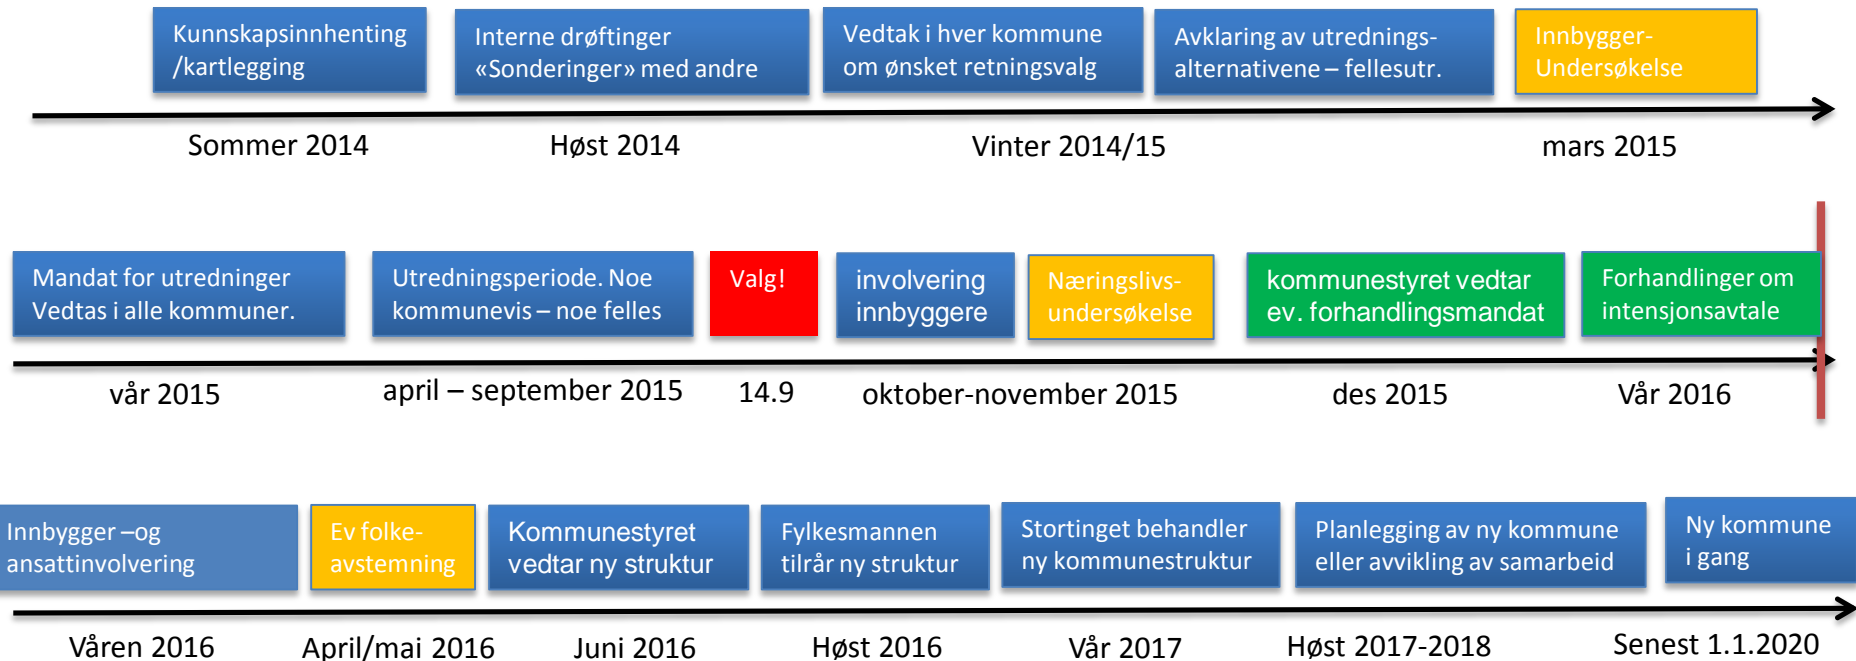 Kunnskapsinnhenting
/kartlegging
Interne drøftinger
«Sonderinger» med andre
Vedtak i hver kommune
om ønsket retningsvalg
Avklaring av utrednings-
alternativene – fellesutr.
Innbygger-
Undersøkelse
Sommer 2014
Høst 2014
Vinter 2014/15
mars 2015
Mandat for utredninger
Vedtas i alle kommuner.
Utredningsperiode. Noe
kommunevis – noe felles
Valg!
involvering
innbyggere
Næringslivs-
undersøkelse
kommunestyret vedtar
ev. forhandlingsmandat
Forhandlinger om
intensjonsavtale
vår 2015
april – september 2015
14.9
oktober-november 2015
des 2015
Vår 2016
Innbygger –og
ansattinvolvering
Ev folke-
avstemning
Kommunestyret
vedtar ny struktur
Fylkesmannen
tilrår ny struktur
Stortinget behandler
ny kommunestruktur
Planlegging av ny kommune
eller avvikling av samarbeid
Ny kommune
i gang
Våren 2016
April/mai 2016
Juni 2016
Høst 2016
Vår 2017
Høst 2017-2018
Senest 1.1.2020